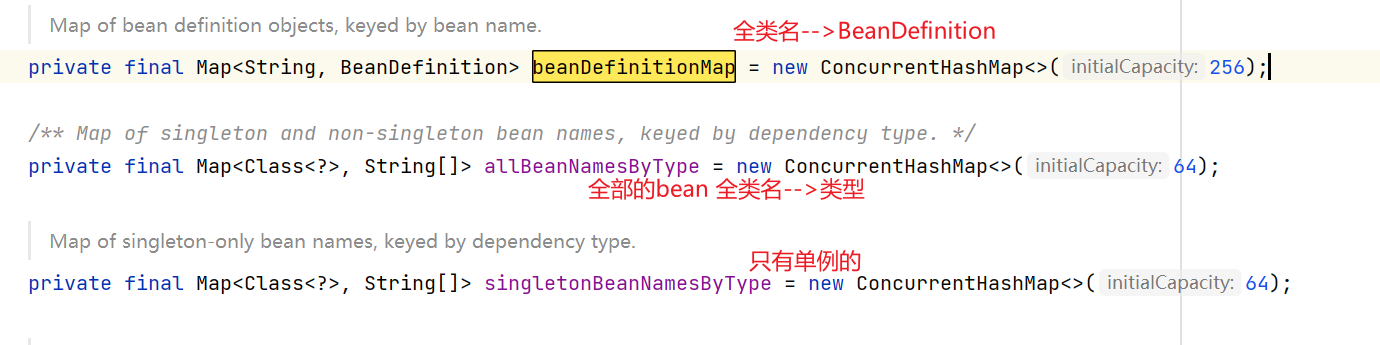 Map of bean definition objects, keyed by bean name.
全类名-->BeanDefinition
private final Map<String, BeanDefinition> beanDefinitionMap = new ConcurrentHashMap<>( initialCapacity: 256);
/** Map of singleton and non-singleton bean names, keyed by dependency type. */
private final Map<Class<?>, String[]> allBeanNamesByType = new ConcurrentHashMap<>( initialCapacity: 64);
全部的bean 全类名-->类型
Map of singleton-only bean names, keyed by dependency type.
只有单例的
private final Map<Class<?>, String[]> singletonBeanNamesByType = new ConcurrentHashMap<>( initialCapacity: 64);